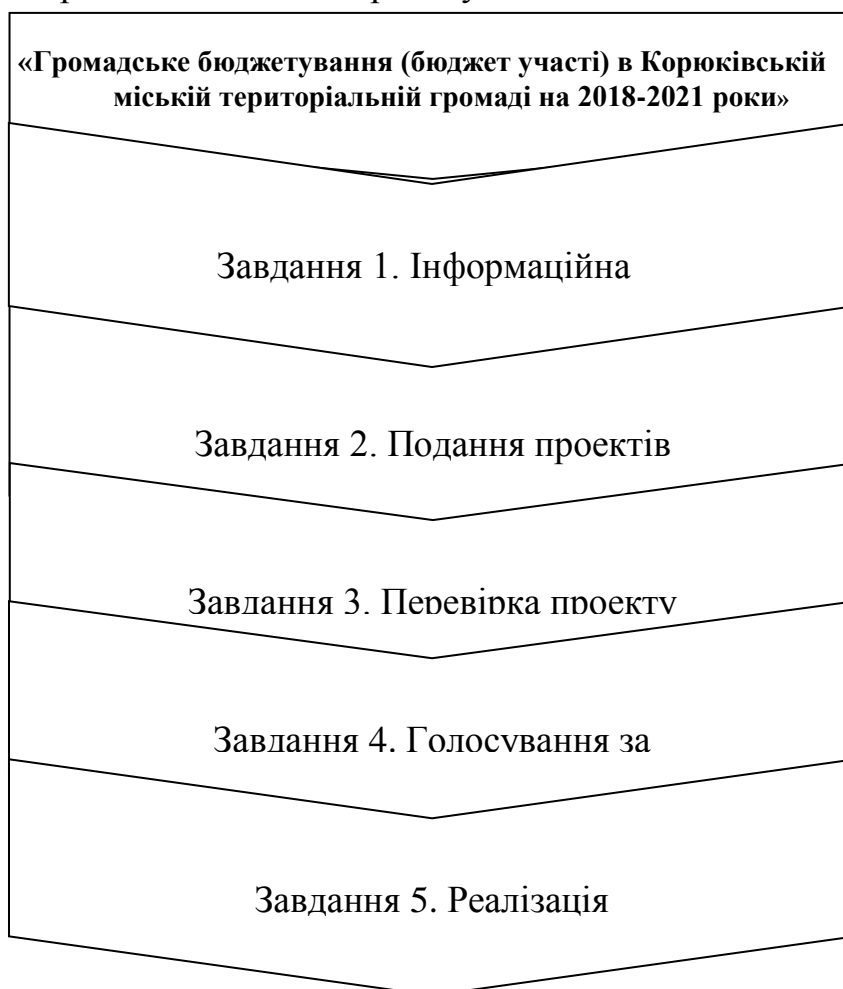 «Громадське бюджетування (бюджет участі) в Корюківській
міській територіальній громаді на 2018-2021 роки»
Завдання 1. Інформаційна
Завдання 2. Подання проектів
Завдання 3. Перевірка проекту
Завдання 4. Голосування за
Завдання 5. Реалізація